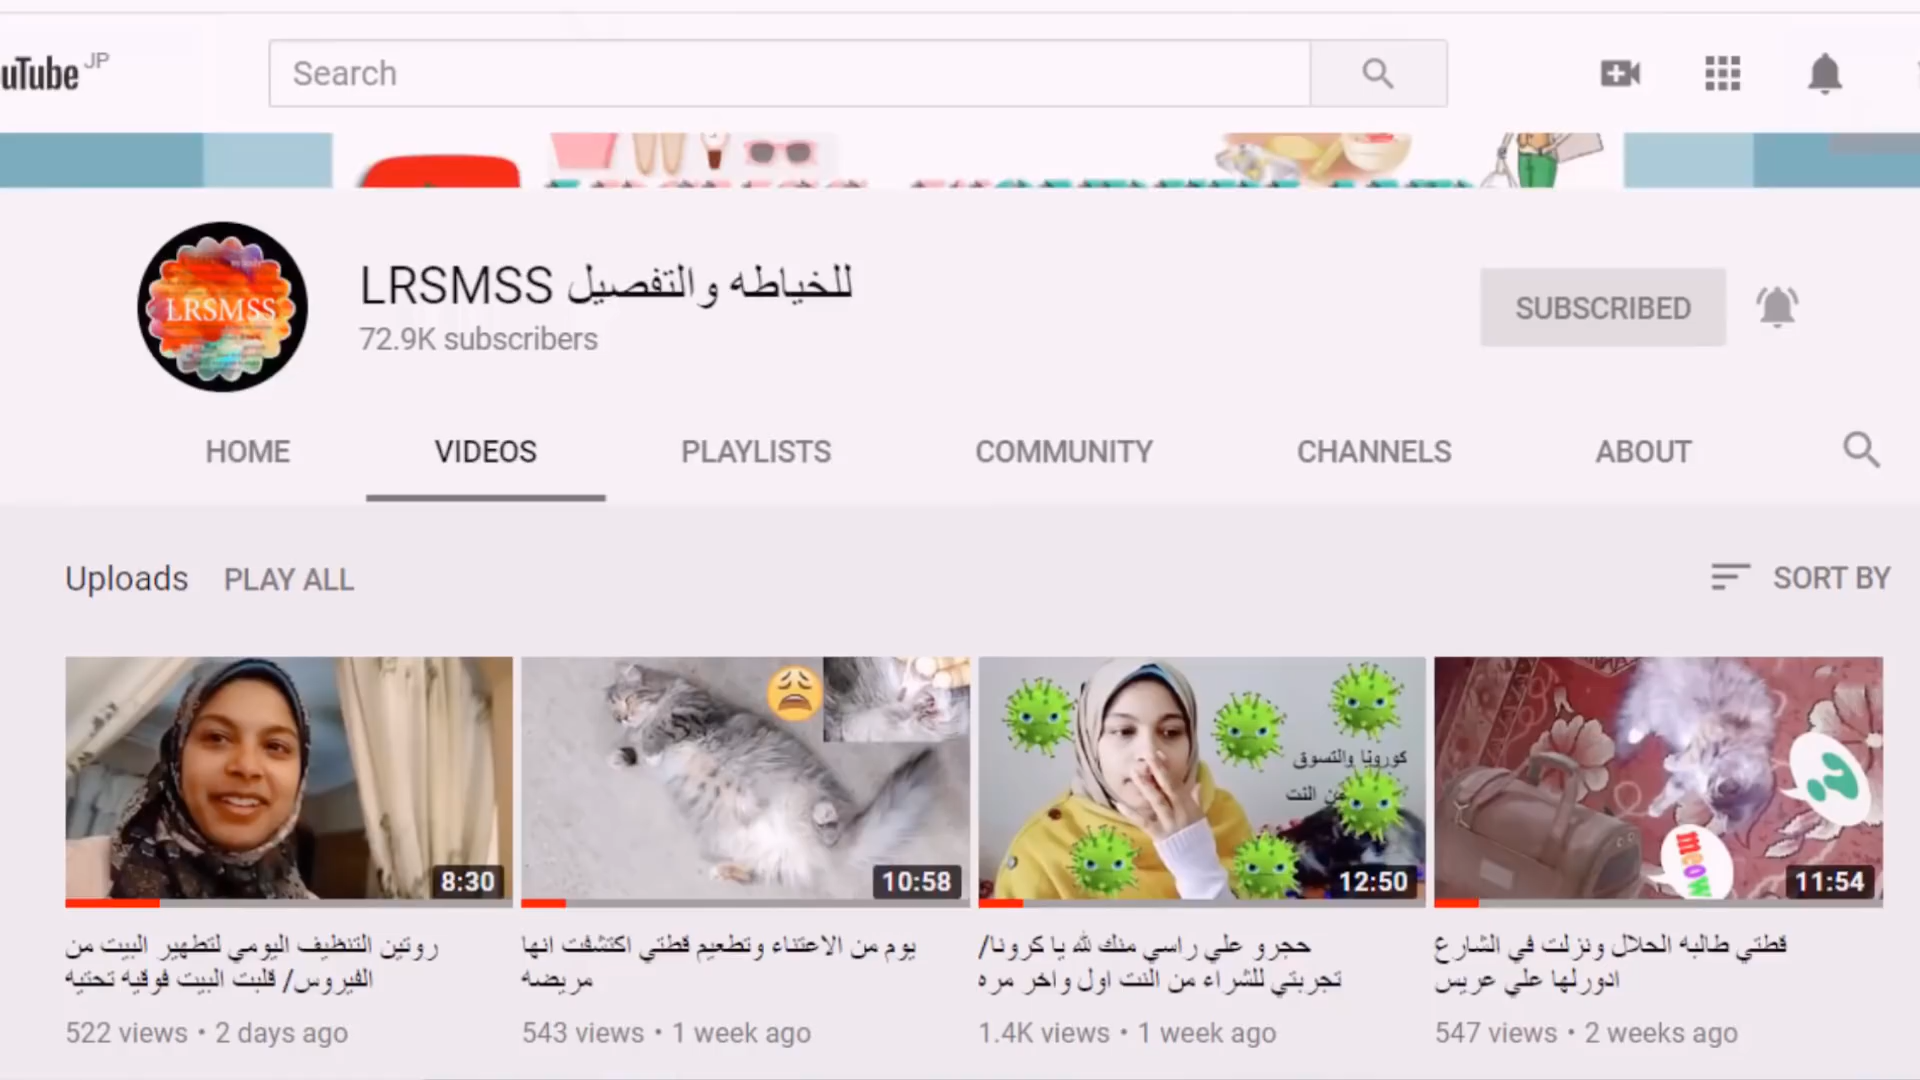 uTube JP
Search
LRSMSS
LRSMSS للخياطه والتفصيل
72.9K subscribers
SUBSCRIBED
HOME
VIDEOS
PLAYLISTS
COMMUNITY
CHANNELS
ABOUT
Uploads
PLAY ALL
SORT BY
8:30
10:58
كورونا والتسوق
من النت
12:50
meow
11:54
روتين التنظيف اليومي لتطهير البيت من
الفيروس/ قلبت البيت فوقيه تحتيه
522 views • 2 days ago
يوم من الاعتناء وتطعيم قطتي اكتشفت انها
مريضه
543 views • 1 week ago
حجرو علي راسي منك لله يا كرونا/
تجربتي للشراء من النت اول واخر مره
1.4K views • 1 week ago
قطتي طالبه الحلال ونزلت في الشارع
ادورلها علي عريس
547 views • 2 weeks ago